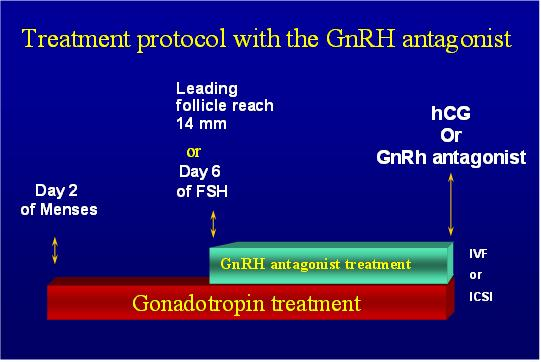 Treatment protocol with the GnRH antagonist
Leading
follicle reach
14 mm
or
Day 6
of FSH
hCG
Or
GnRh antagonist
Day 2
of Menses
GnRH antagonist treatment
Gonadotropin treatment
IVF
or
ICSI